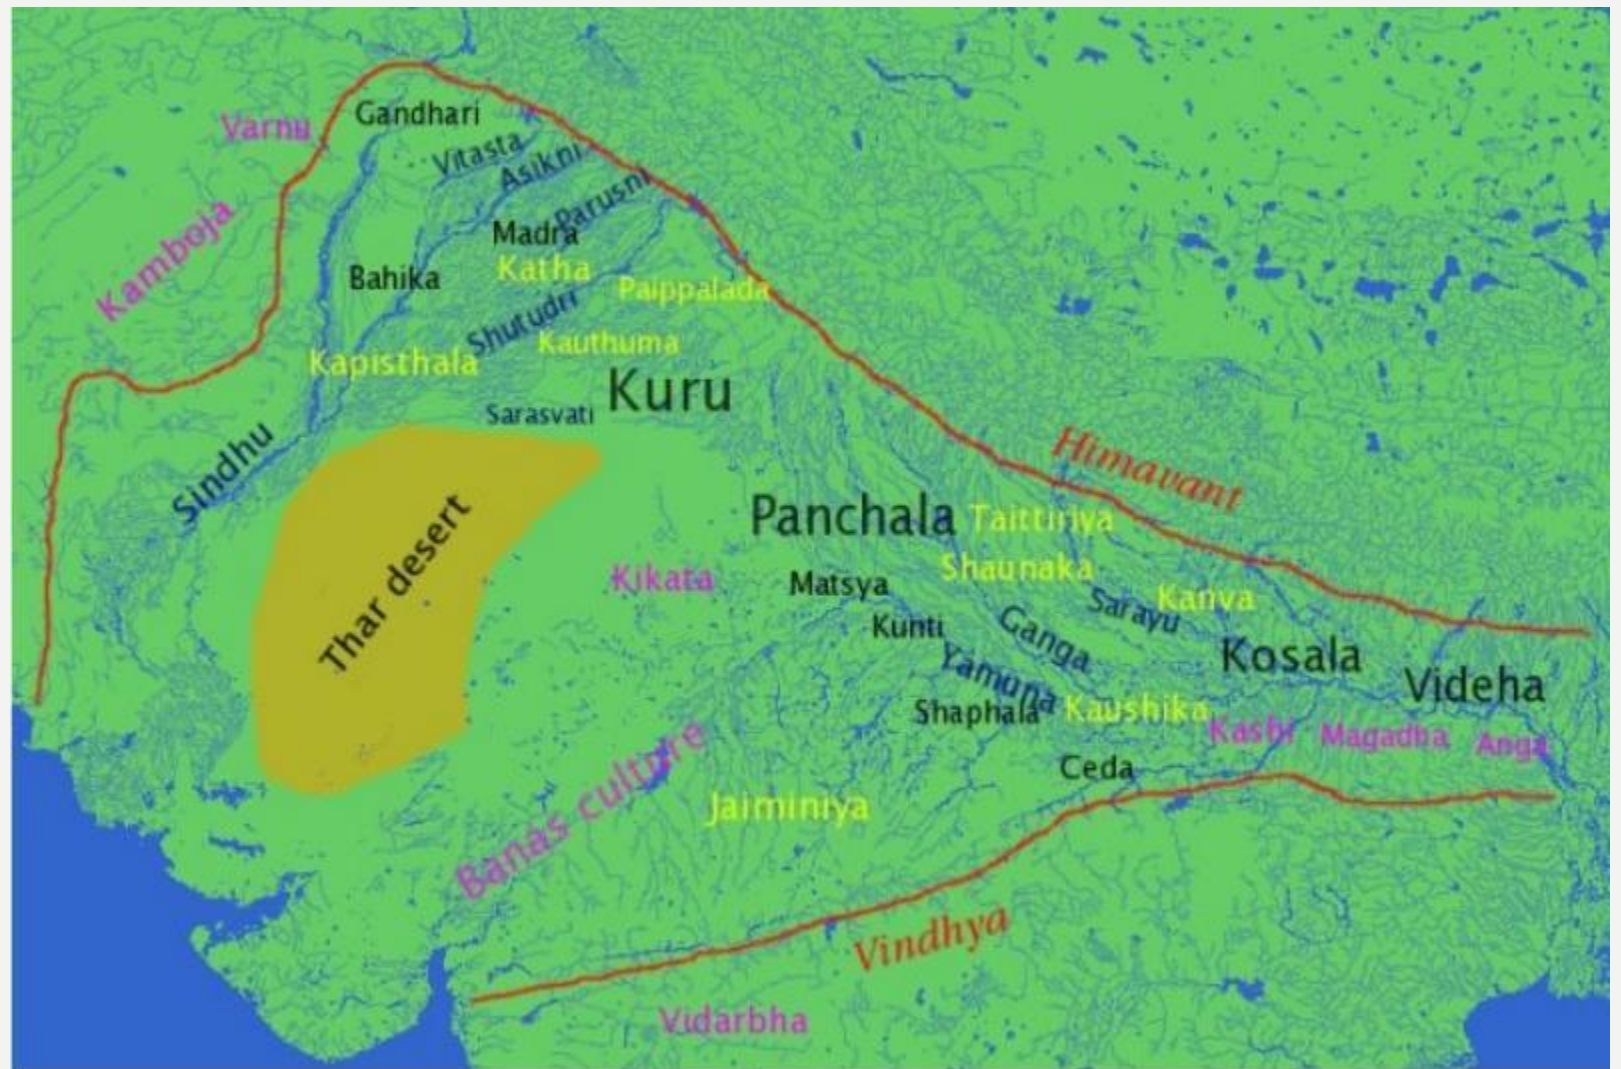 Gandhari
Varnu
Vitasta
Asikni
Parusni
Kamboja
Madra
Katha
Bahika
Paippalada
Shutudri
Kauthuma
Kapisthala
Kuru
Sarasvati
Sindhu
Himavant
Panchala
Taittiriya
Thar desert
Shaunaka
Kikata
Matsya
Kanva
Sarayu
Kunti
Ganga
Kosala
Yamuna
Videha
Shaphala
Kaushika
Kashi
Magadha
Anga
Ceda
Banas culture
Jaiminiya
Vindhya
Vidarbha